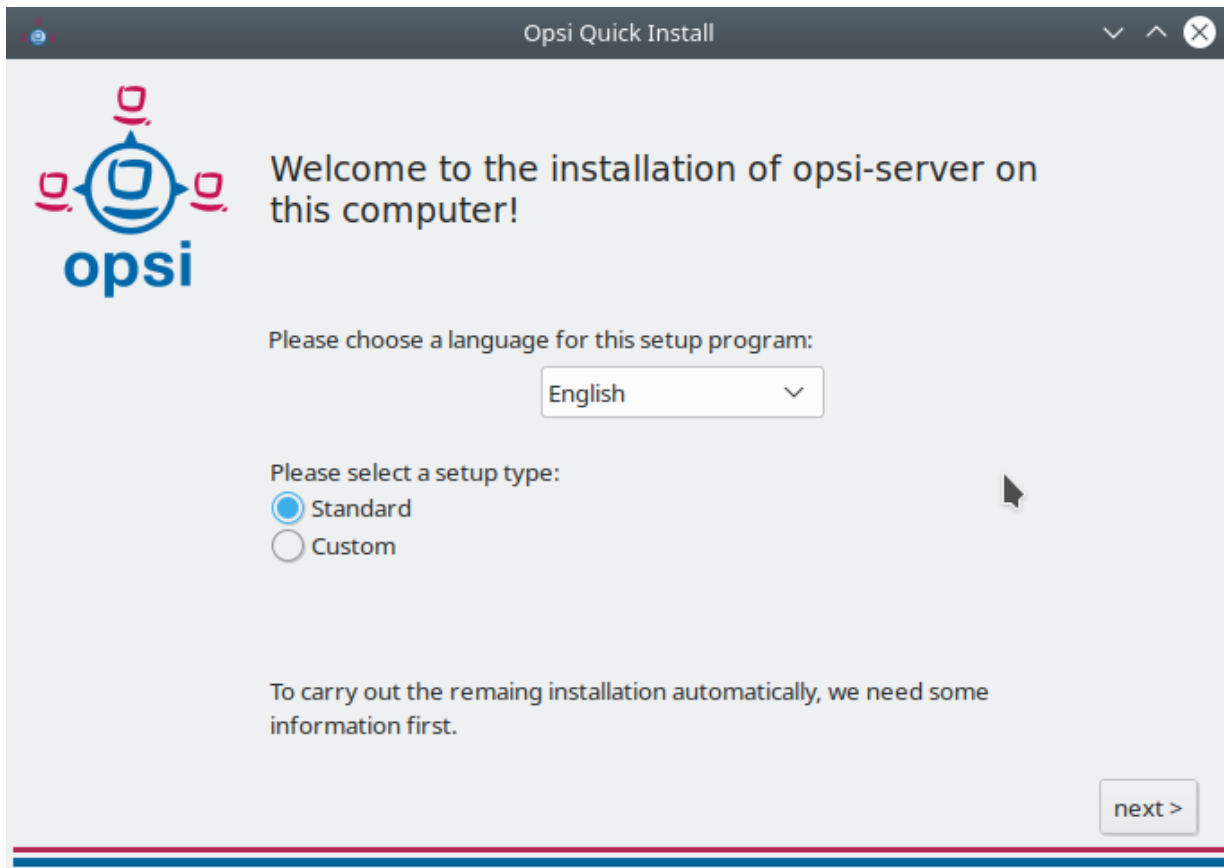 Opsi Quick Install
opsi
Welcome to the installation of opsi-server on
this computer!
Please choose a language for this setup program:
English
Please select a setup type:
Standard
Custom
To carry out the remaing installation automatically, we need some
information first.
next >